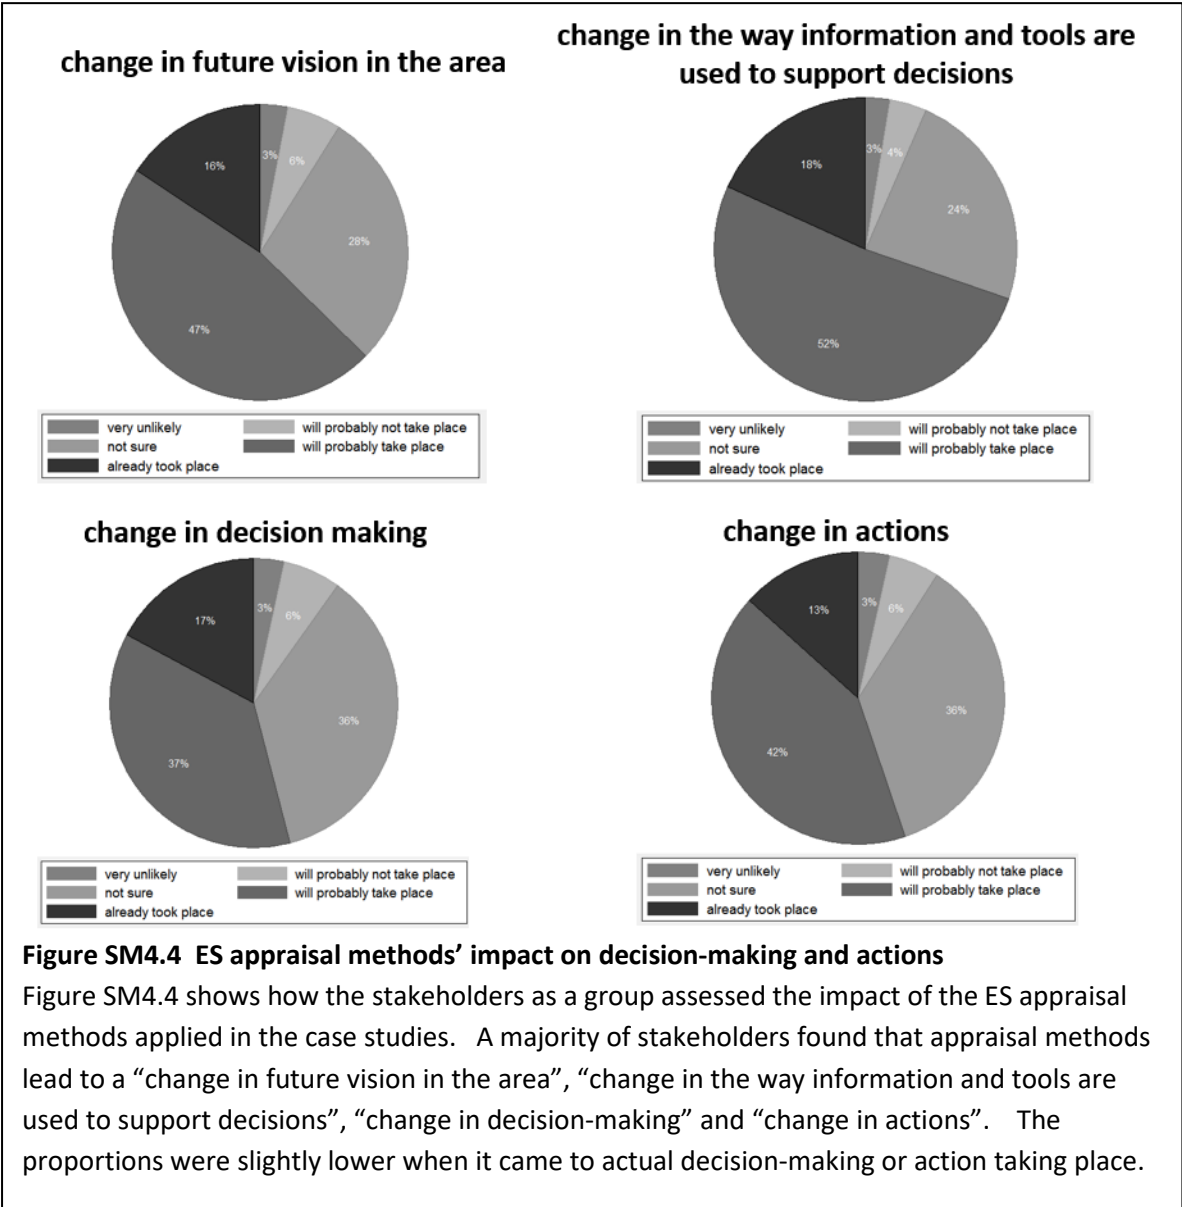 change in future vision in the area
16%
3%
6%
28%
47%
very unlikely
will probably not take place
not sure
will probably take place
already took place
change in the way information and tools are
used to support decisions
18%
3%
4%
24%
52%
very unlikely
will probably not take place
not sure
will probably take place
already took place
change in decision making
17%
3%
6%
36%
37%
very unlikely
will probably not take place
not sure
will probably take place
already took place
change in actions
13%
3%
6%
36%
42%
very unlikely
will probably not take place
not sure
will probably take place
already took place
Figure SM4.4  ES appraisal methods’ impact on decision-making and actions
Figure SM4.4 shows how the stakeholders as a group assessed the impact of the ES appraisal
methods applied in the case studies.   A majority of stakeholders found that appraisal methods
lead to a “change in future vision in the area”, “change in the way information and tools are
used to support decisions”, “change in decision-making” and “change in actions”.    The
proportions were slightly lower when it came to actual decision-making or action taking place.